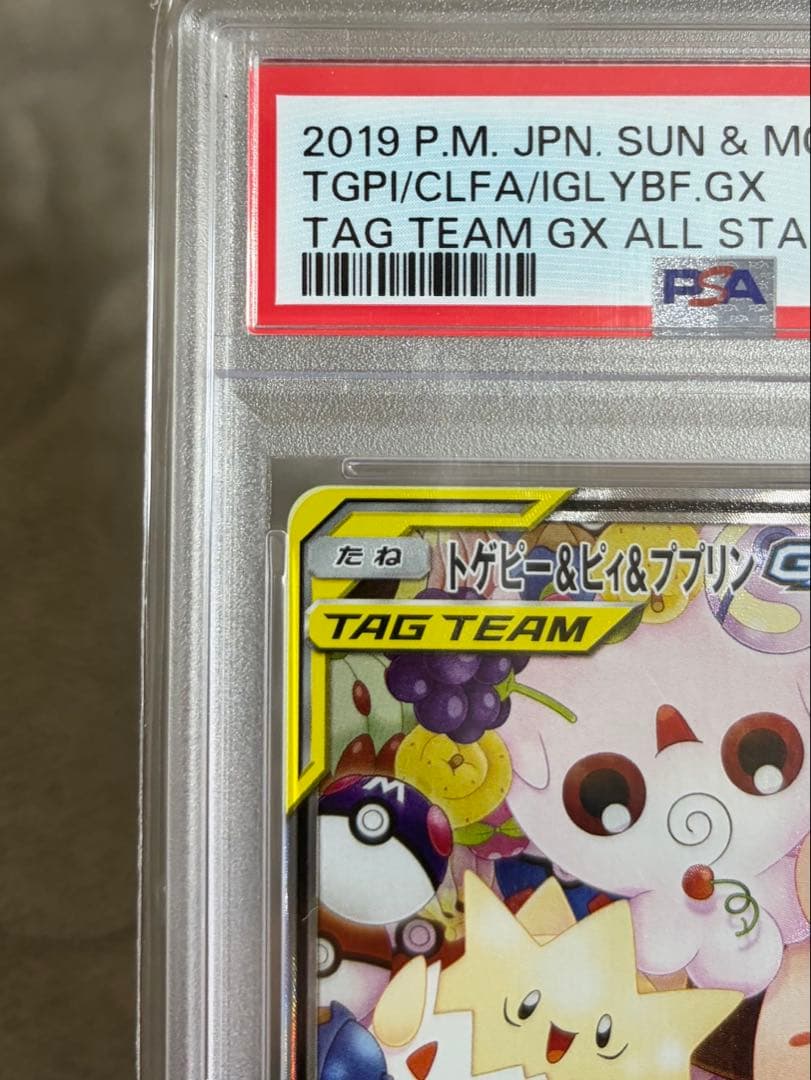 2019 P.M. JPN. SUN & MO
TGPI/CLFA/IGLYBF.GX
TAG TEAM GX ALL STA
PSA
たね トゲピー&ピィ&ププリン G
TAG TEAM
M